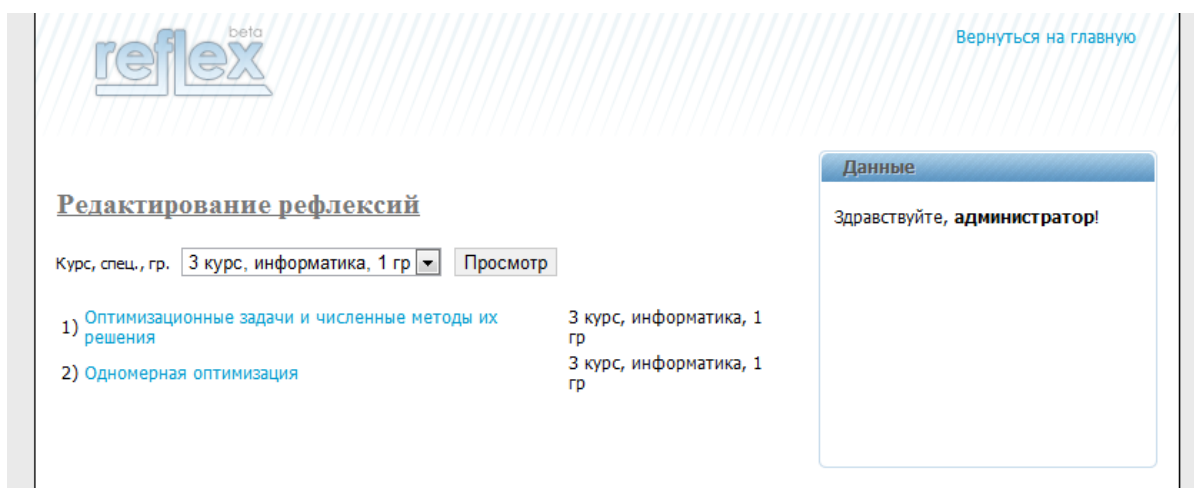 reflex beta
Вернуться на главную
Данные
Здравствуйте, администратор!
Редактирование рефлексий
Курс, спец., гр. 3 курс, информатика, 1 гр Просмотр
1) Оптимизационные задачи и численные методы их
решения
3 курс, информатика, 1
гр
2) Одномерная оптимизация
3 курс, информатика, 1
гр